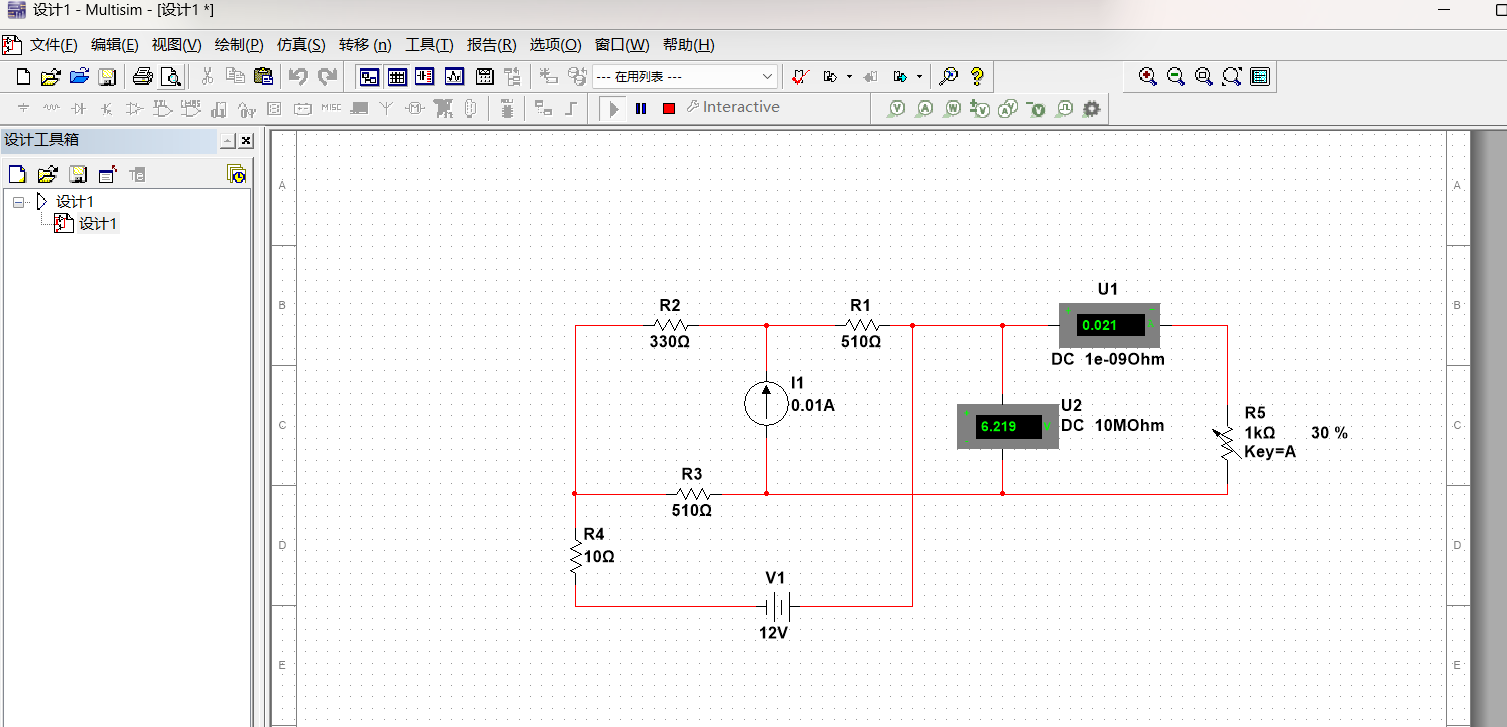 设计1 - Multisim - [设计1 *]
文件(F) 编辑(E) 视图(V) 绘制(P) 仿真(S) 转移 (n) 工具(T) 报告(R) 选项(O) 窗口(W) 帮助(H)
--- 在用列表 ---
MISC
Interactive
设计工具箱
设计1
设计1
A
A
U1
B
R2
R1
B
0.021 A
330Ω
510Ω
DC 1e-09Ohm
I1
0.01A
U2
DC 10MOhm
6.219 V
R5
1kΩ 30 %
Key=A
C
C
R3
510Ω
R4
10Ω
D
D
V1
12V
E
E